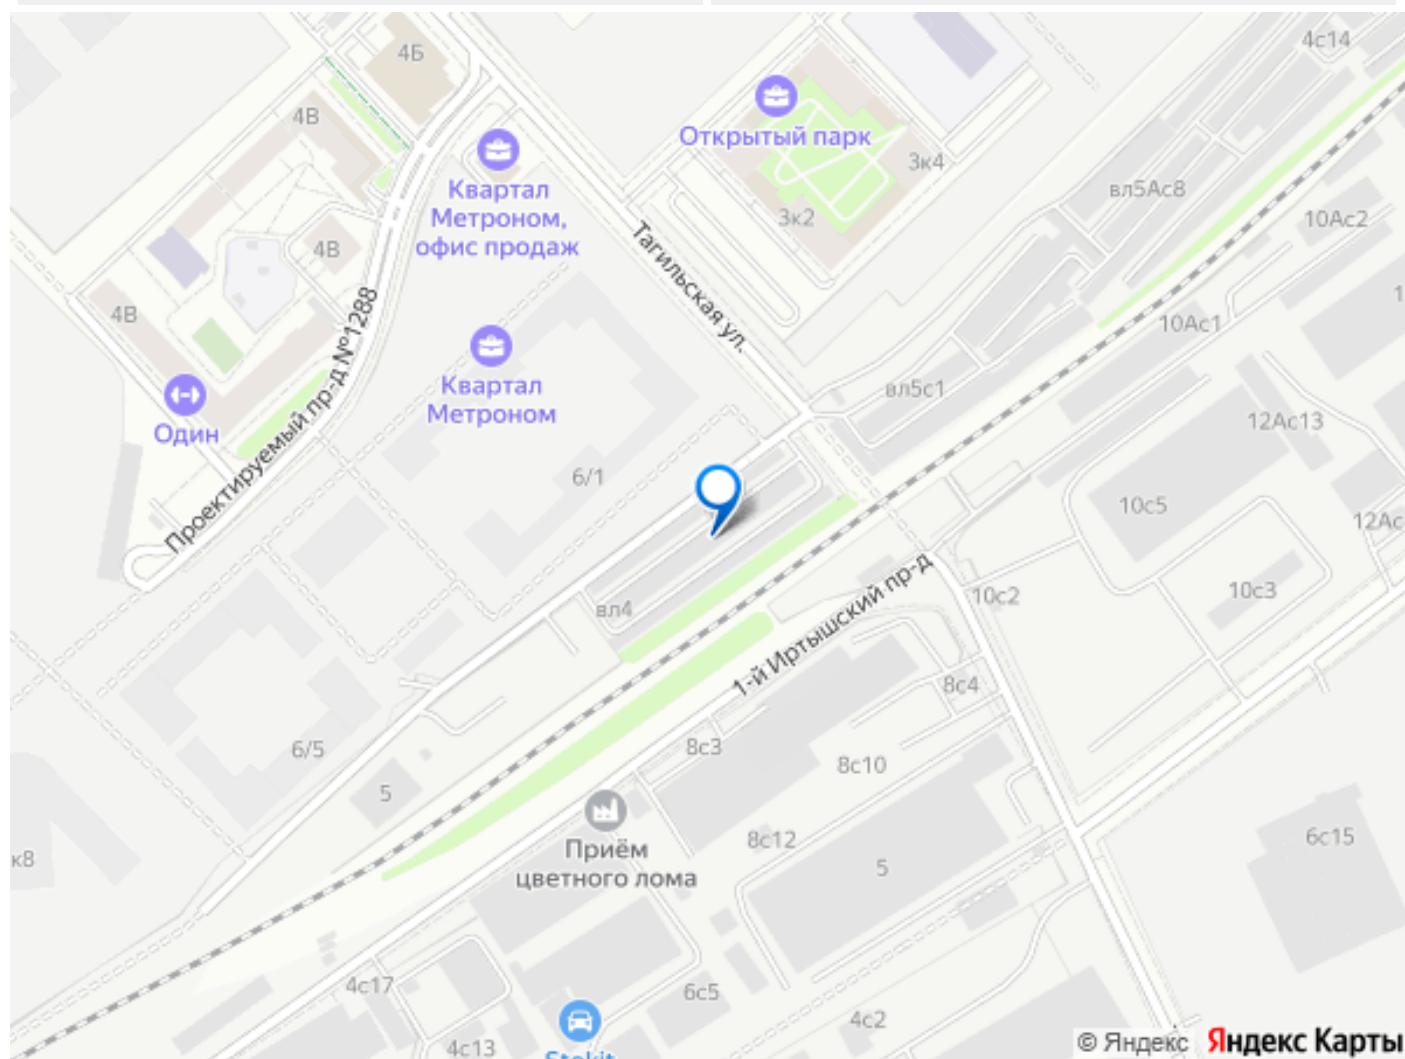 4с14
4Б
4В
Открытый парк
3к4
Квартал
Метроном,
офис продаж
вл5Ас8
3к2
10Ас2
Тагильская ул.
4В
4В
Проектируемый пр-д №1288
1
10Ас1
Квартал
Метроном
вл5с1
Один
12Ас13
6/1
10с5
12Ас
вл4
1-й Иртышский пр-д
10с2
10с3
8с4
6/5
8с3
8с10
5
Приём
цветного лома
8с12
6с15
к8
5
4с17
6с5
4с2
4с13
Stekit
© Яндекс Яндекс Карты